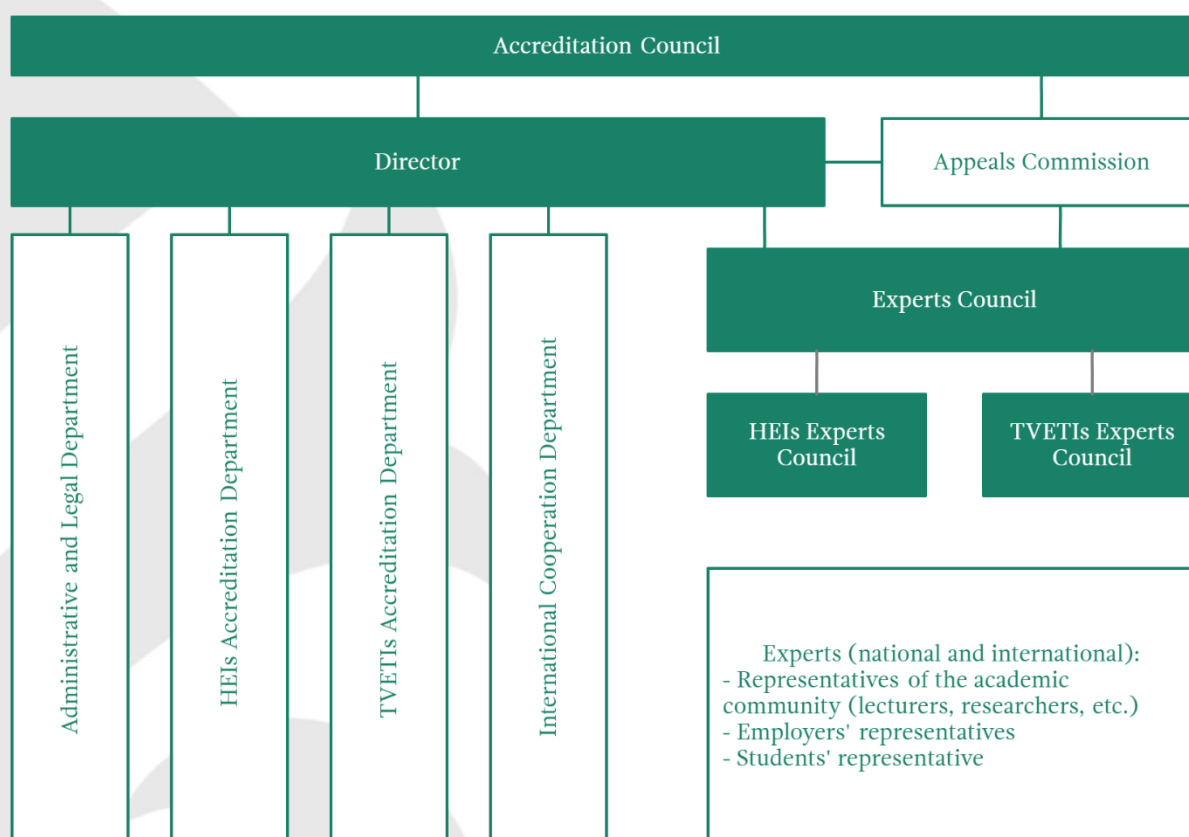 Accreditation Council
Director
Appeals Commission
Experts Council
HEIs Experts
Council
TVETIs Experts
Council
Administrative and Legal Department
HEIs Accreditation Department
TVETIs Accreditation Department
International Cooperation Department
Experts (national and international):
- Representatives of the academic
community (lecturers, researchers, etc.)
- Employers' representatives
- Students' representative